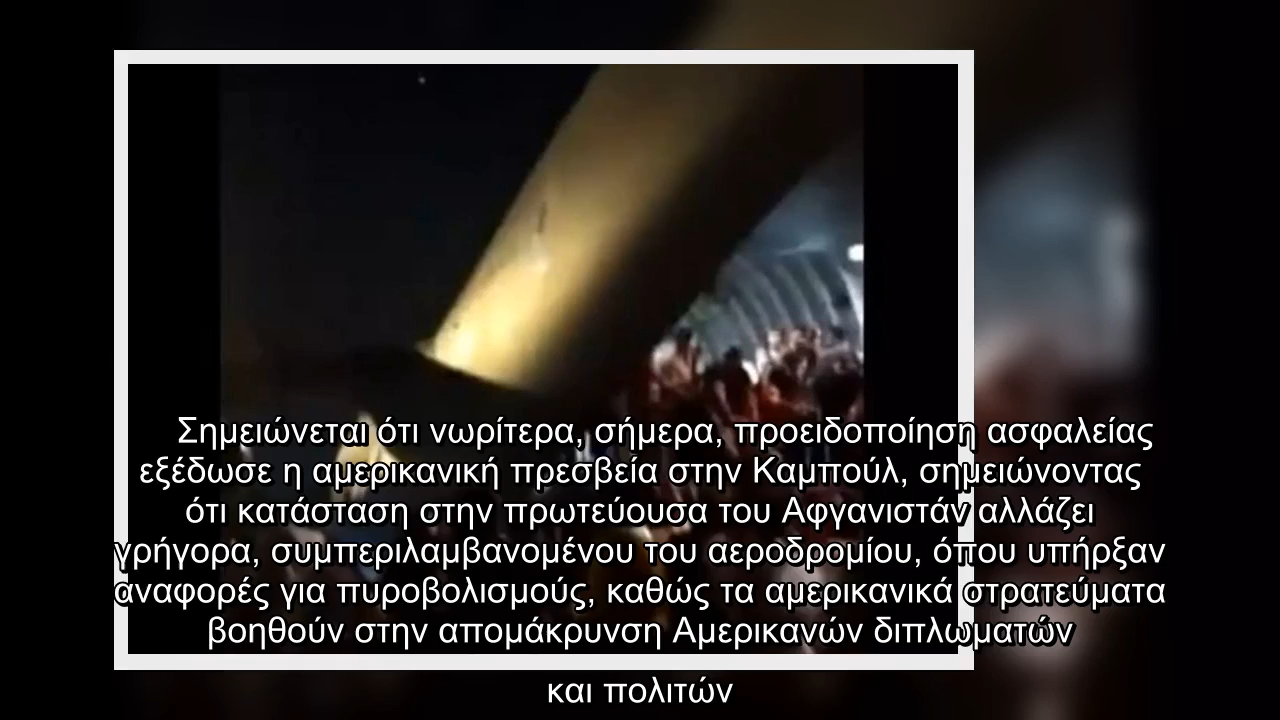 Σημειώνεται ότι νωρίτερα, σήμερα, προειδοποίηση ασφαλείας
εξέδωσε η αμερικανική πρεσβεία στην Καμπούλ, σημειώνοντας
ότι κατάσταση στην πρωτεύουσα του Αφγανιστάν αλλάζει
γρήγορα, συμπεριλαμβανομένου του αεροδρομίου, όπου υπήρξαν
αναφορές για πυροβολισμούς, καθώς τα αμερικανικά στρατεύματα
βοηθούν στην απομάκρυνση Αμερικανών διπλωματών
και πολιτών